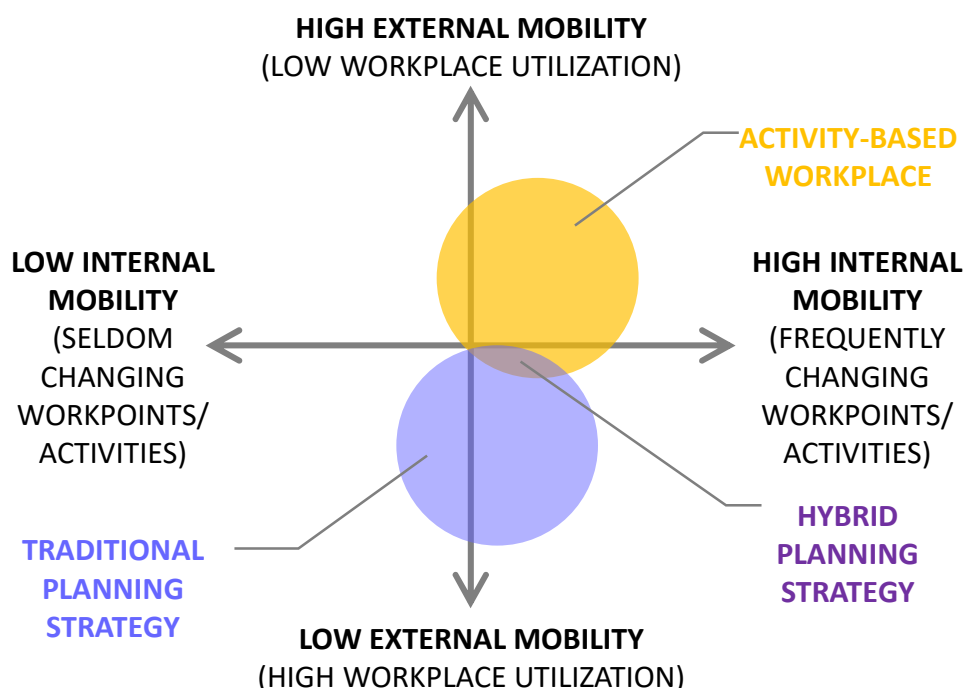 HIGH EXTERNAL MOBILITY
(LOW WORKPLACE UTILIZATION)
ACTIVITY-BASED
WORKPLACE
LOW INTERNAL
MOBILITY
(SELDOM
CHANGING
WORKPOINTS/
ACTIVITIES)
HIGH INTERNAL
MOBILITY
(FREQUENTLY
CHANGING
WORKPOINTS/
ACTIVITIES)
TRADITIONAL
PLANNING
STRATEGY
HYBRID
PLANNING
STRATEGY
LOW EXTERNAL MOBILITY
(HIGH WORKPLACE UTILIZATION)